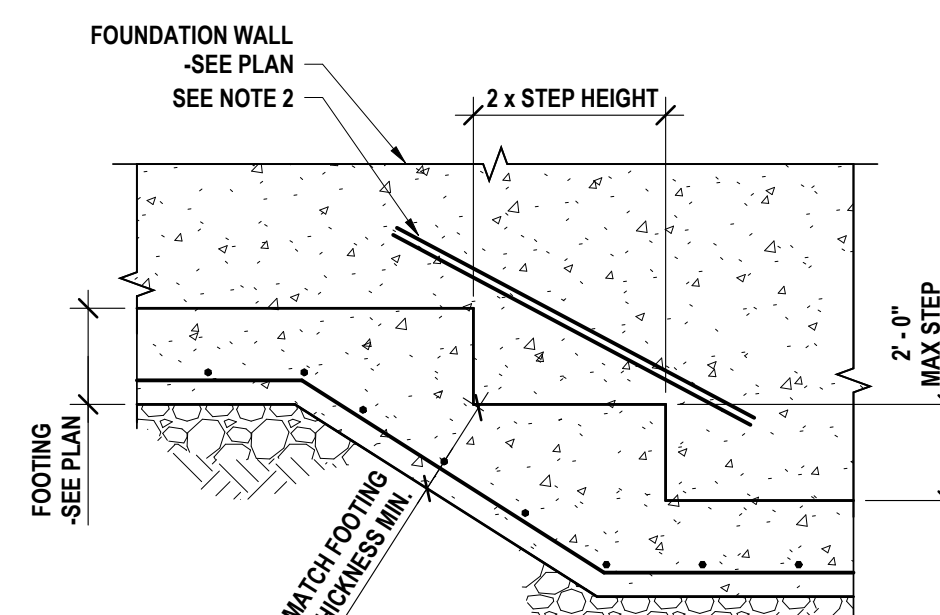 FOUNDATION WALL
-SEE PLAN
SEE NOTE 2
2 x STEP HEIGHT
2' - 0"
MAX STEP
FOOTING
-SEE PLAN
MATCH FOOTING
THICKNESS MIN.